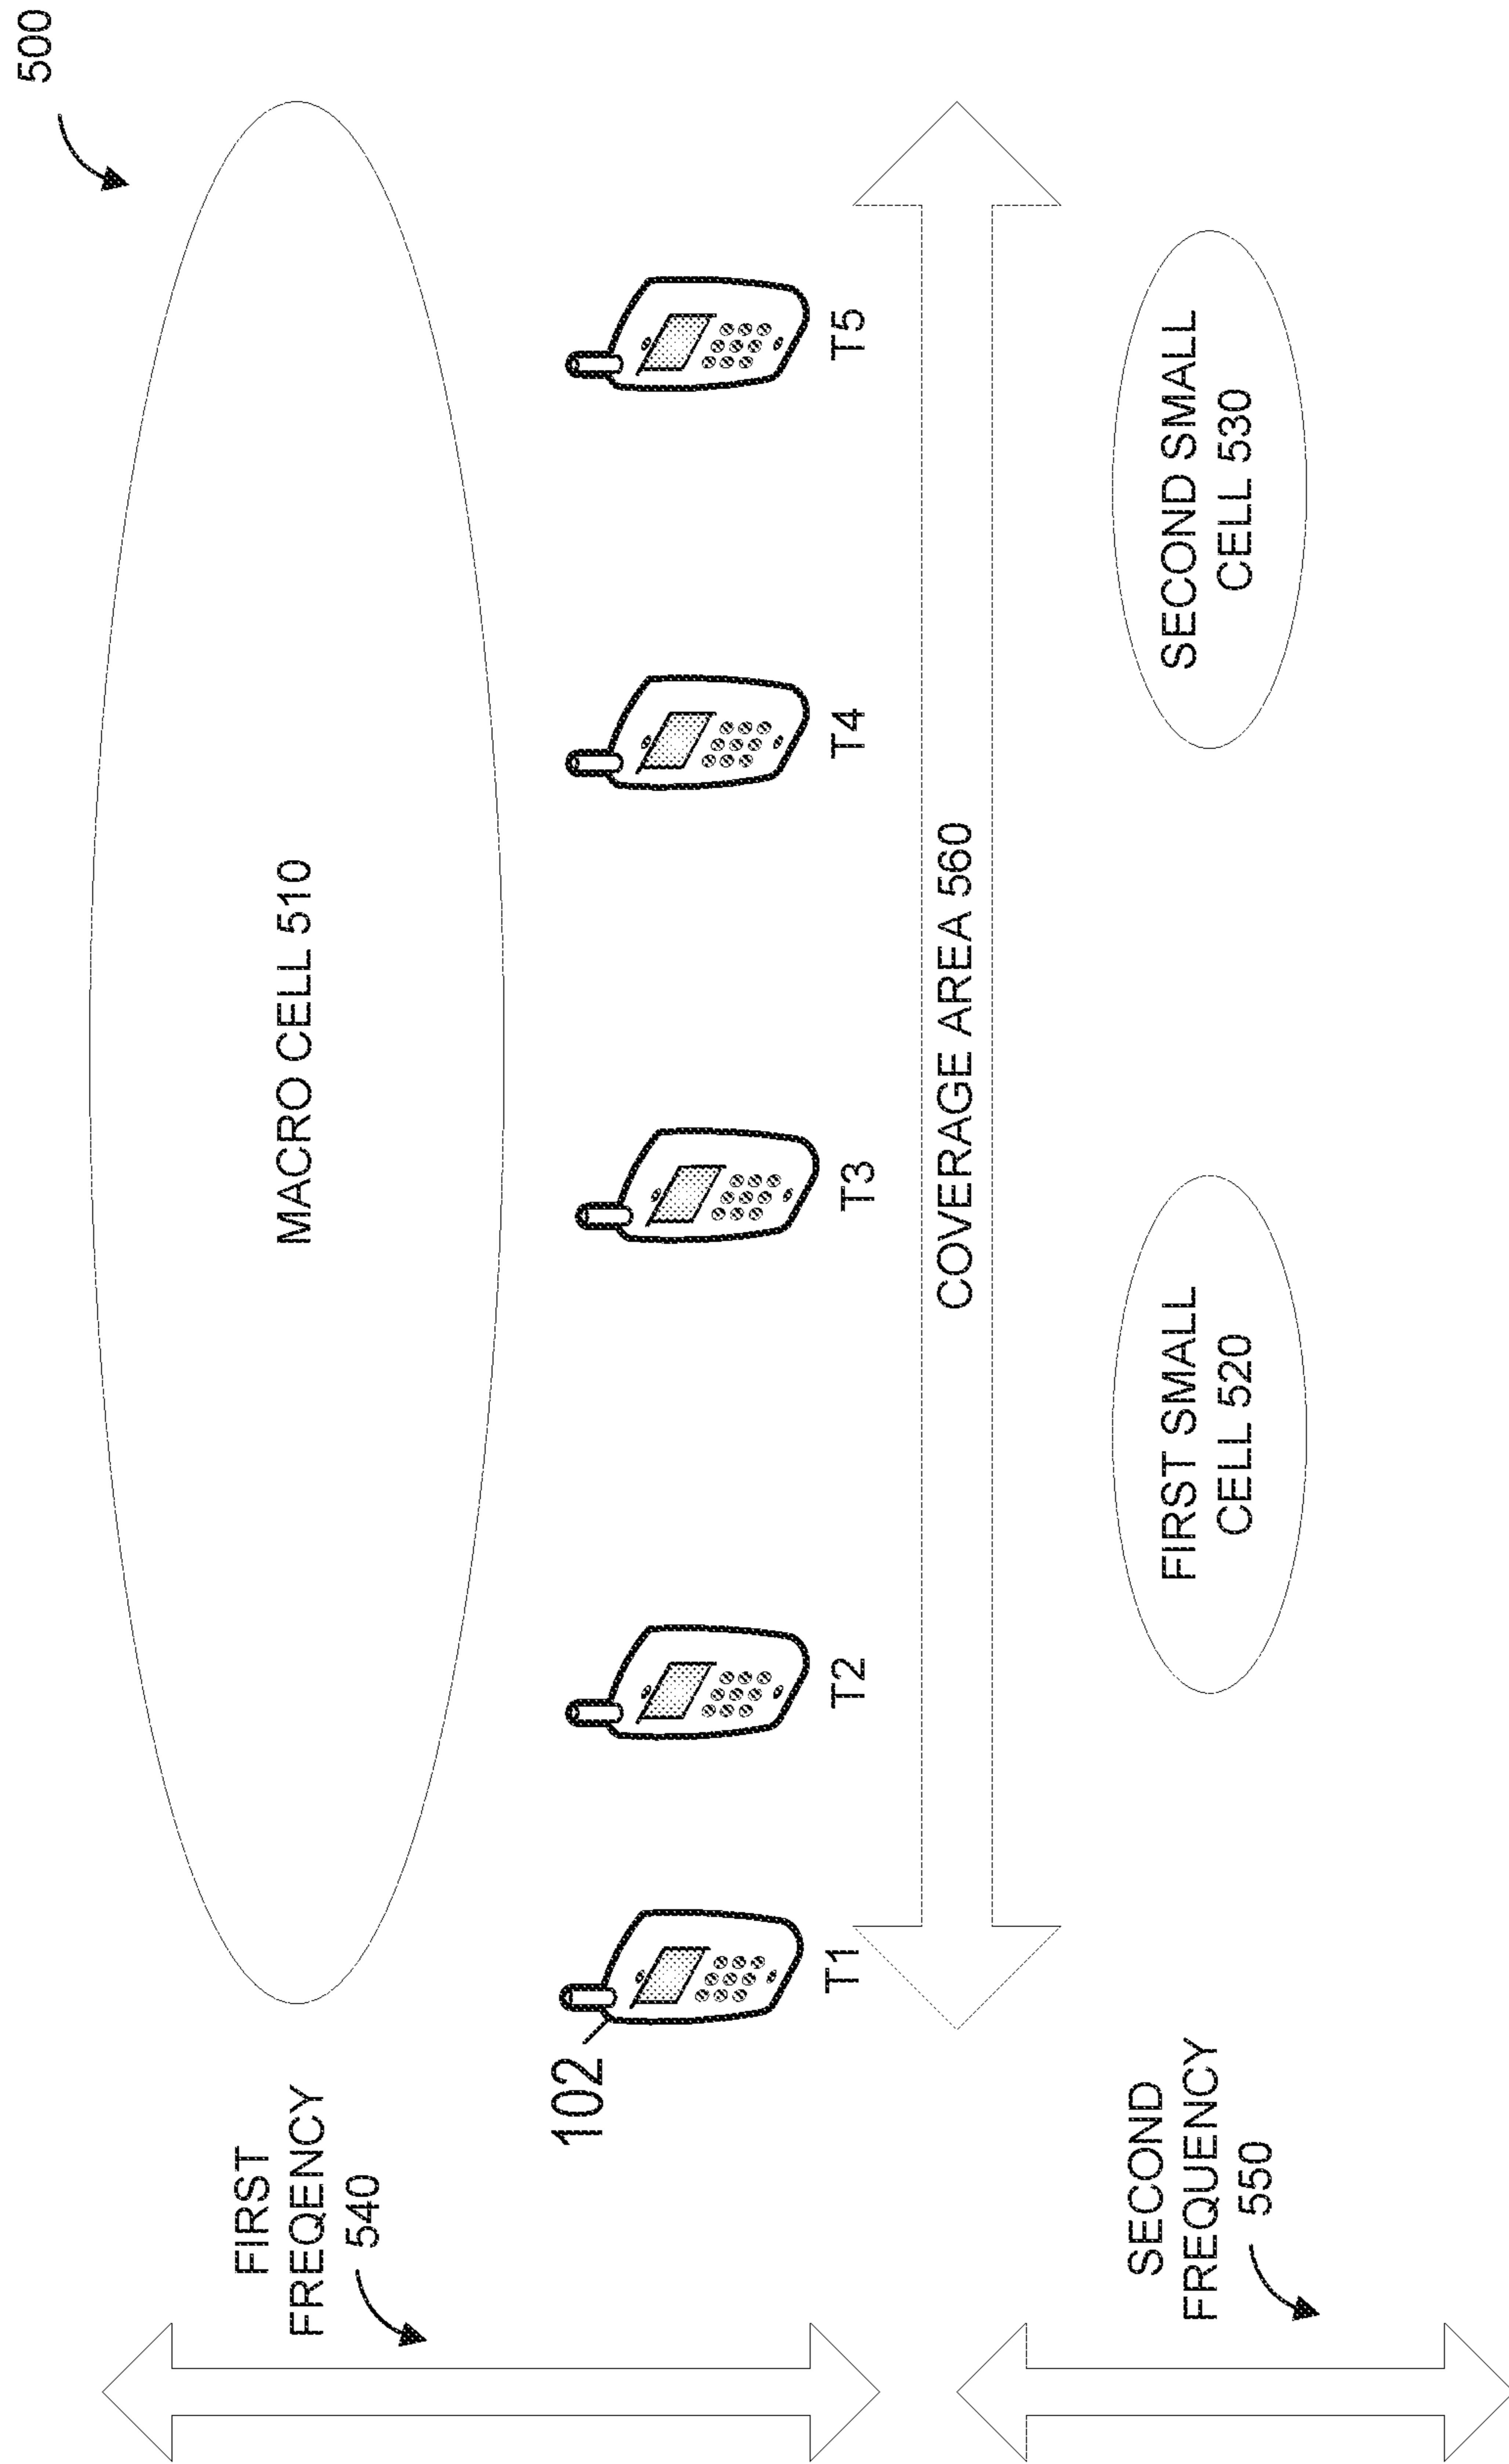 500
FIRST
FREQENCY
540
MACRO CELL 510
102
T1
T2
T3
T4
T5
COVERAGE AREA 560
SECOND
FREQUENCY
550
FIRST SMALL
CELL 520
SECOND SMALL
CELL 530